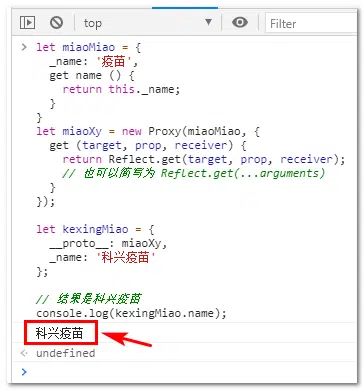 top
Filter
let miaoMiao = {
  _name: '疫苗',
  get name () {
    return this._name;
  }
}
let miaoXy = new Proxy(miaoMiao, {
  get (target, prop, receiver) {
    return Reflect.get(target, prop, receiver);
    // 也可以简写为 Reflect.get(...arguments)
  }
});

let kexingMiao = {
  __proto__: miaoXy,
  _name: '科兴疫苗'
};

// 结果是科兴疫苗
console.log(kexingMiao.name);
科兴疫苗
undefined